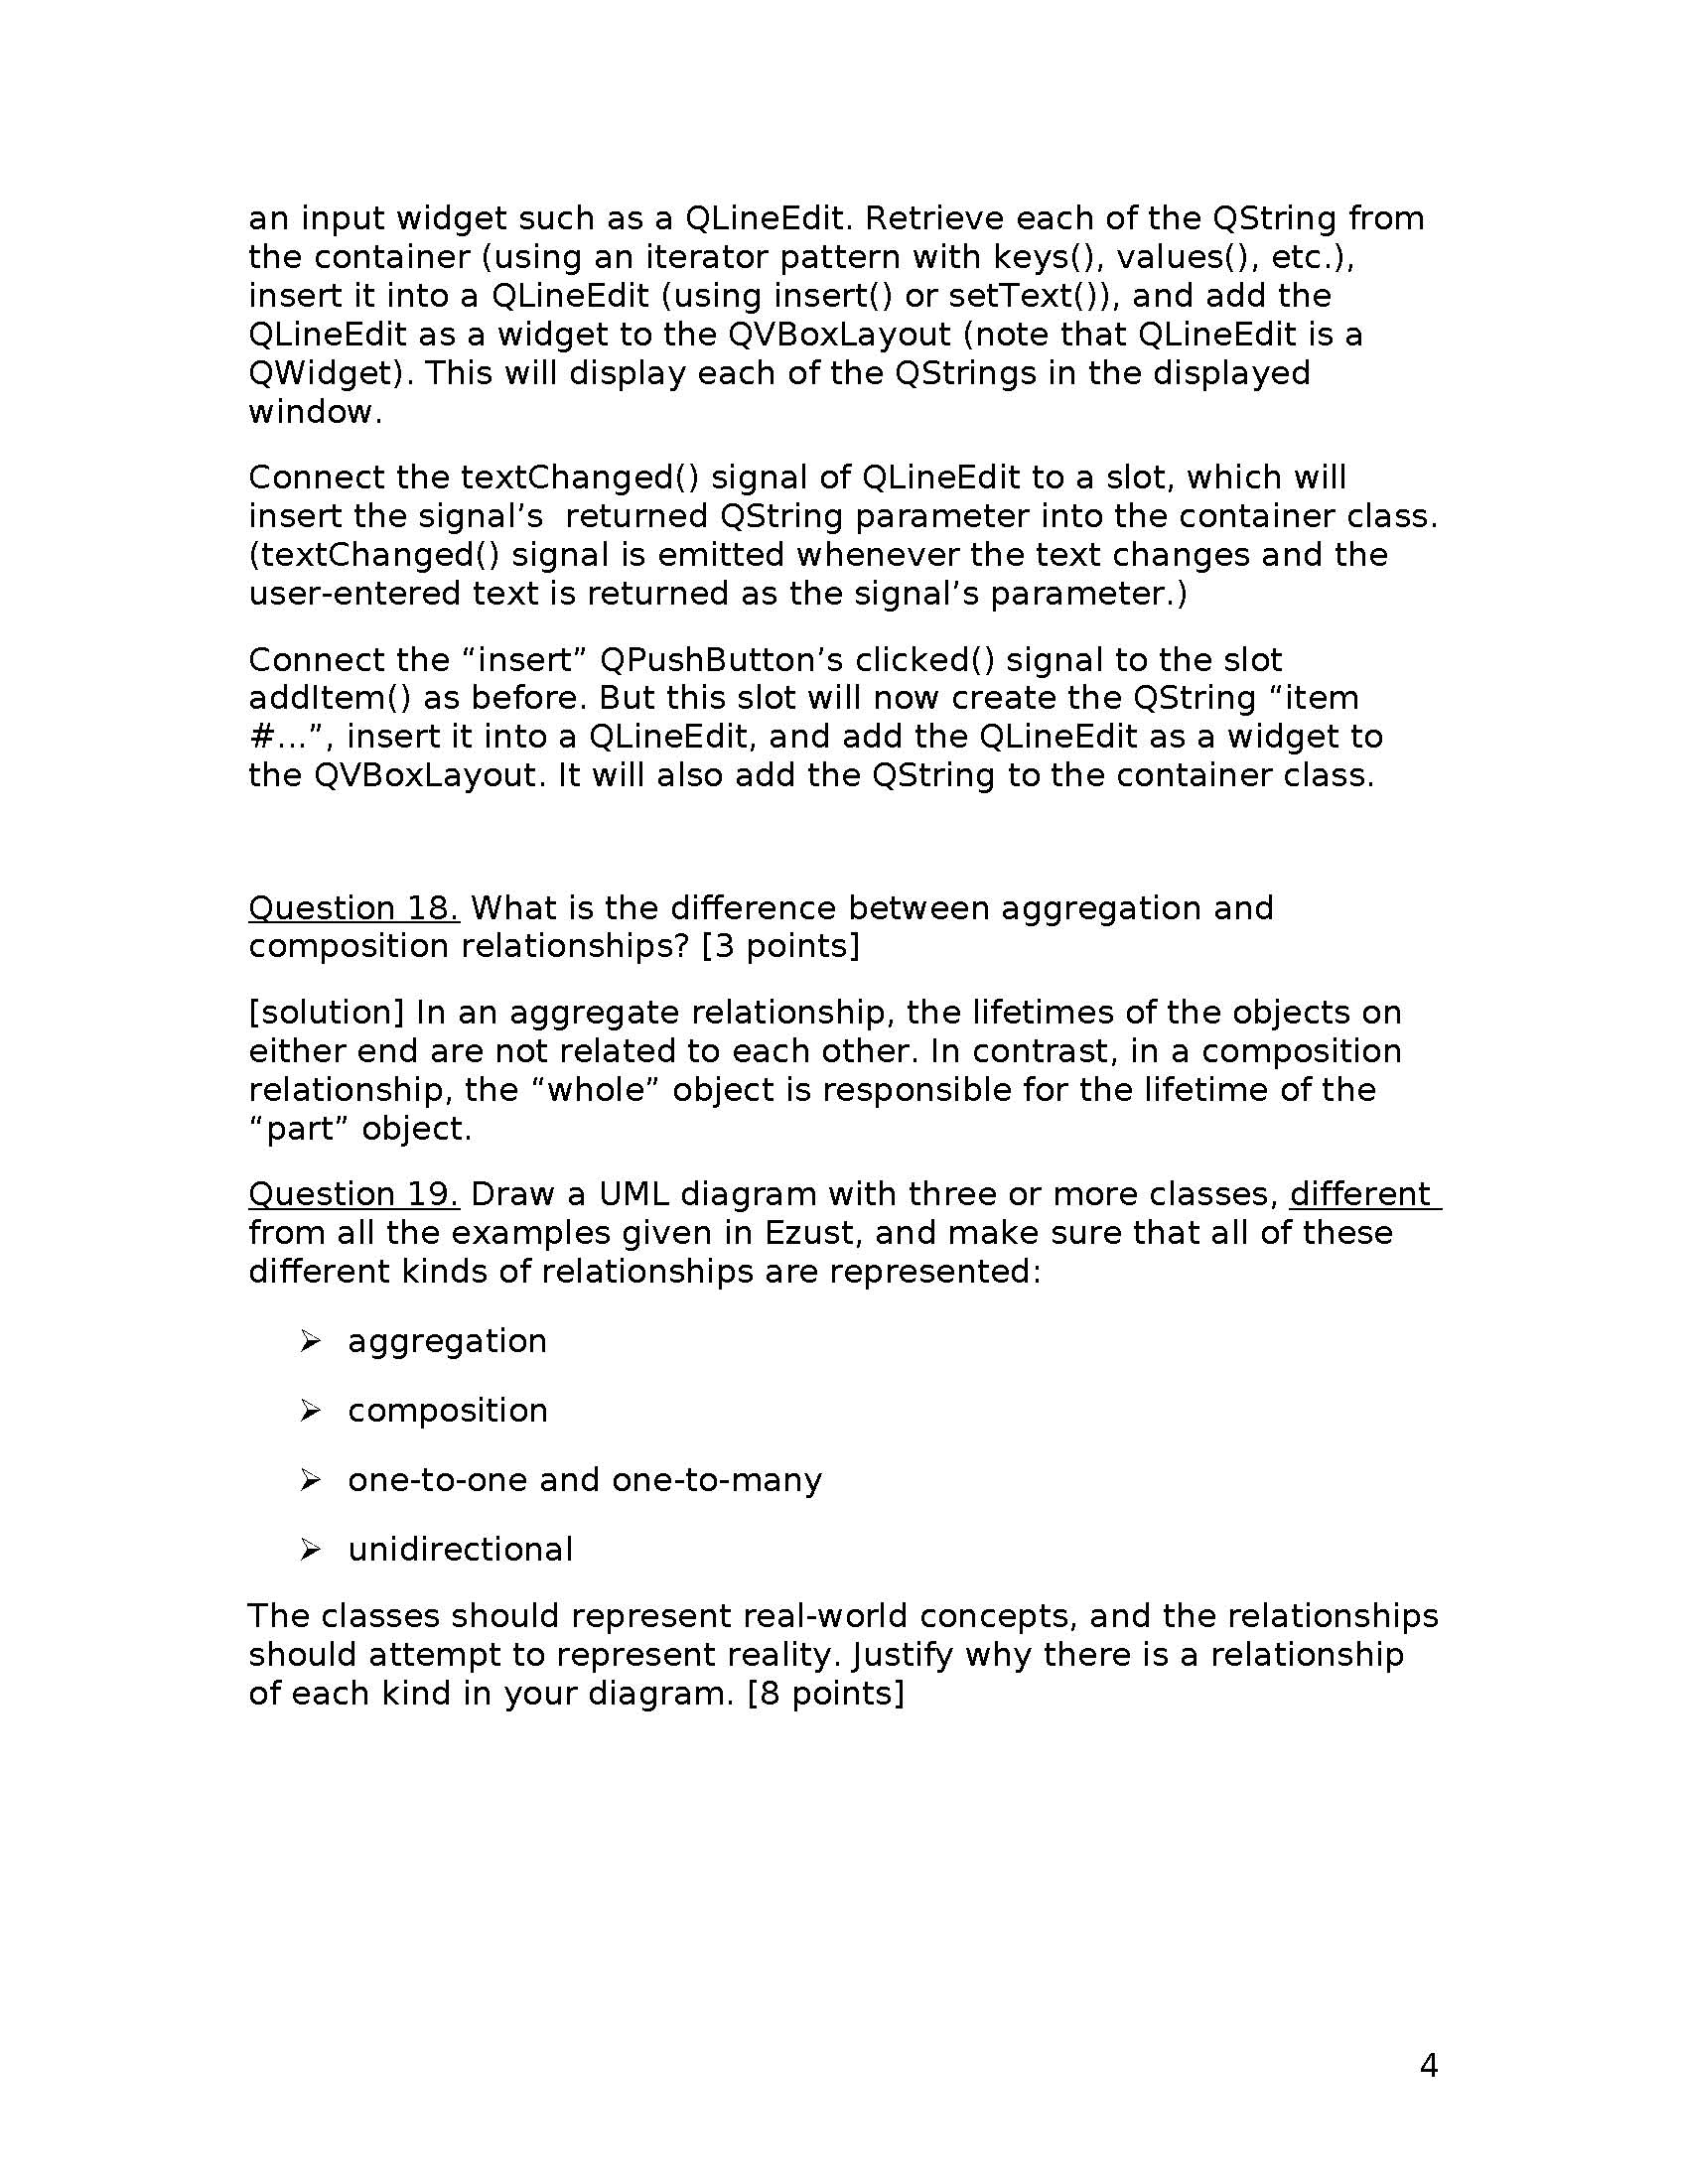 an input widget such as a QLineEdit. Retrieve each of the QString from
the container (using an iterator pattern with keys(), values(), etc.),
insert it into a QLineEdit (using insert() or setText()), and add the
QLineEdit as a widget to the QVBoxLayout (note that QLineEdit is a
QWidget). This will display each of the QStrings in the displayed
window.
Connect the textChanged() signal of QLineEdit to a slot, which will
insert the signal’s  returned QString parameter into the container class.
(textChanged() signal is emitted whenever the text changes and the
user-entered text is returned as the signal’s parameter.)
Connect the “insert” QPushButton’s clicked() signal to the slot
addItem() as before. But this slot will now create the QString “item
#...”, insert it into a QLineEdit, and add the QLineEdit as a widget to
the QVBoxLayout. It will also add the QString to the container class.
Question 18. What is the difference between aggregation and
composition relationships? [3 points]
[solution] In an aggregate relationship, the lifetimes of the objects on
either end are not related to each other. In contrast, in a composition
relationship, the “whole” object is responsible for the lifetime of the
“part” object.
Question 19. Draw a UML diagram with three or more classes, different
from all the examples given in Ezust, and make sure that all of these
different kinds of relationships are represented:
➢ aggregation
➢ composition
➢ one-to-one and one-to-many
➢ unidirectional
The classes should represent real-world concepts, and the relationships
should attempt to represent reality. Justify why there is a relationship
of each kind in your diagram. [8 points]
4